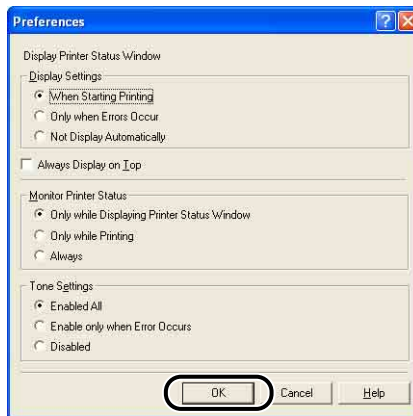 Preferences
Display Printer Status Window
Display Settings
When Starting Printing
Only when Errors Occur
Not Display Automatically
Always Display on Top
Monitor Printer Status
Only while Displaying Printer Status Window
Only while Printing
Always
Tone Settings
Enabled All
Enable only when Error Occurs
Disabled
OK Cancel Help